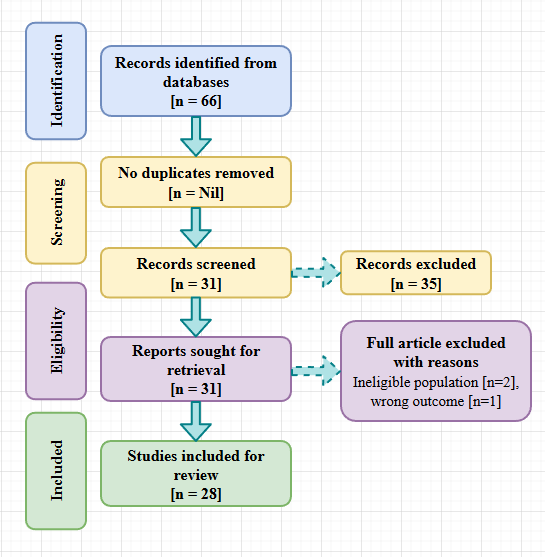 Identification
Records identified from
databases
[n = 66]
Screening
No duplicates removed
[n = Nil]
Records screened
[n = 31]
Records excluded
[n = 35]
Eligibility
Reports sought for
retrieval
[n = 31]
Full article excluded
with reasons
Ineligible population [n=2],
wrong outcome [n=1]
Included
Studies included for
review
[n = 28]